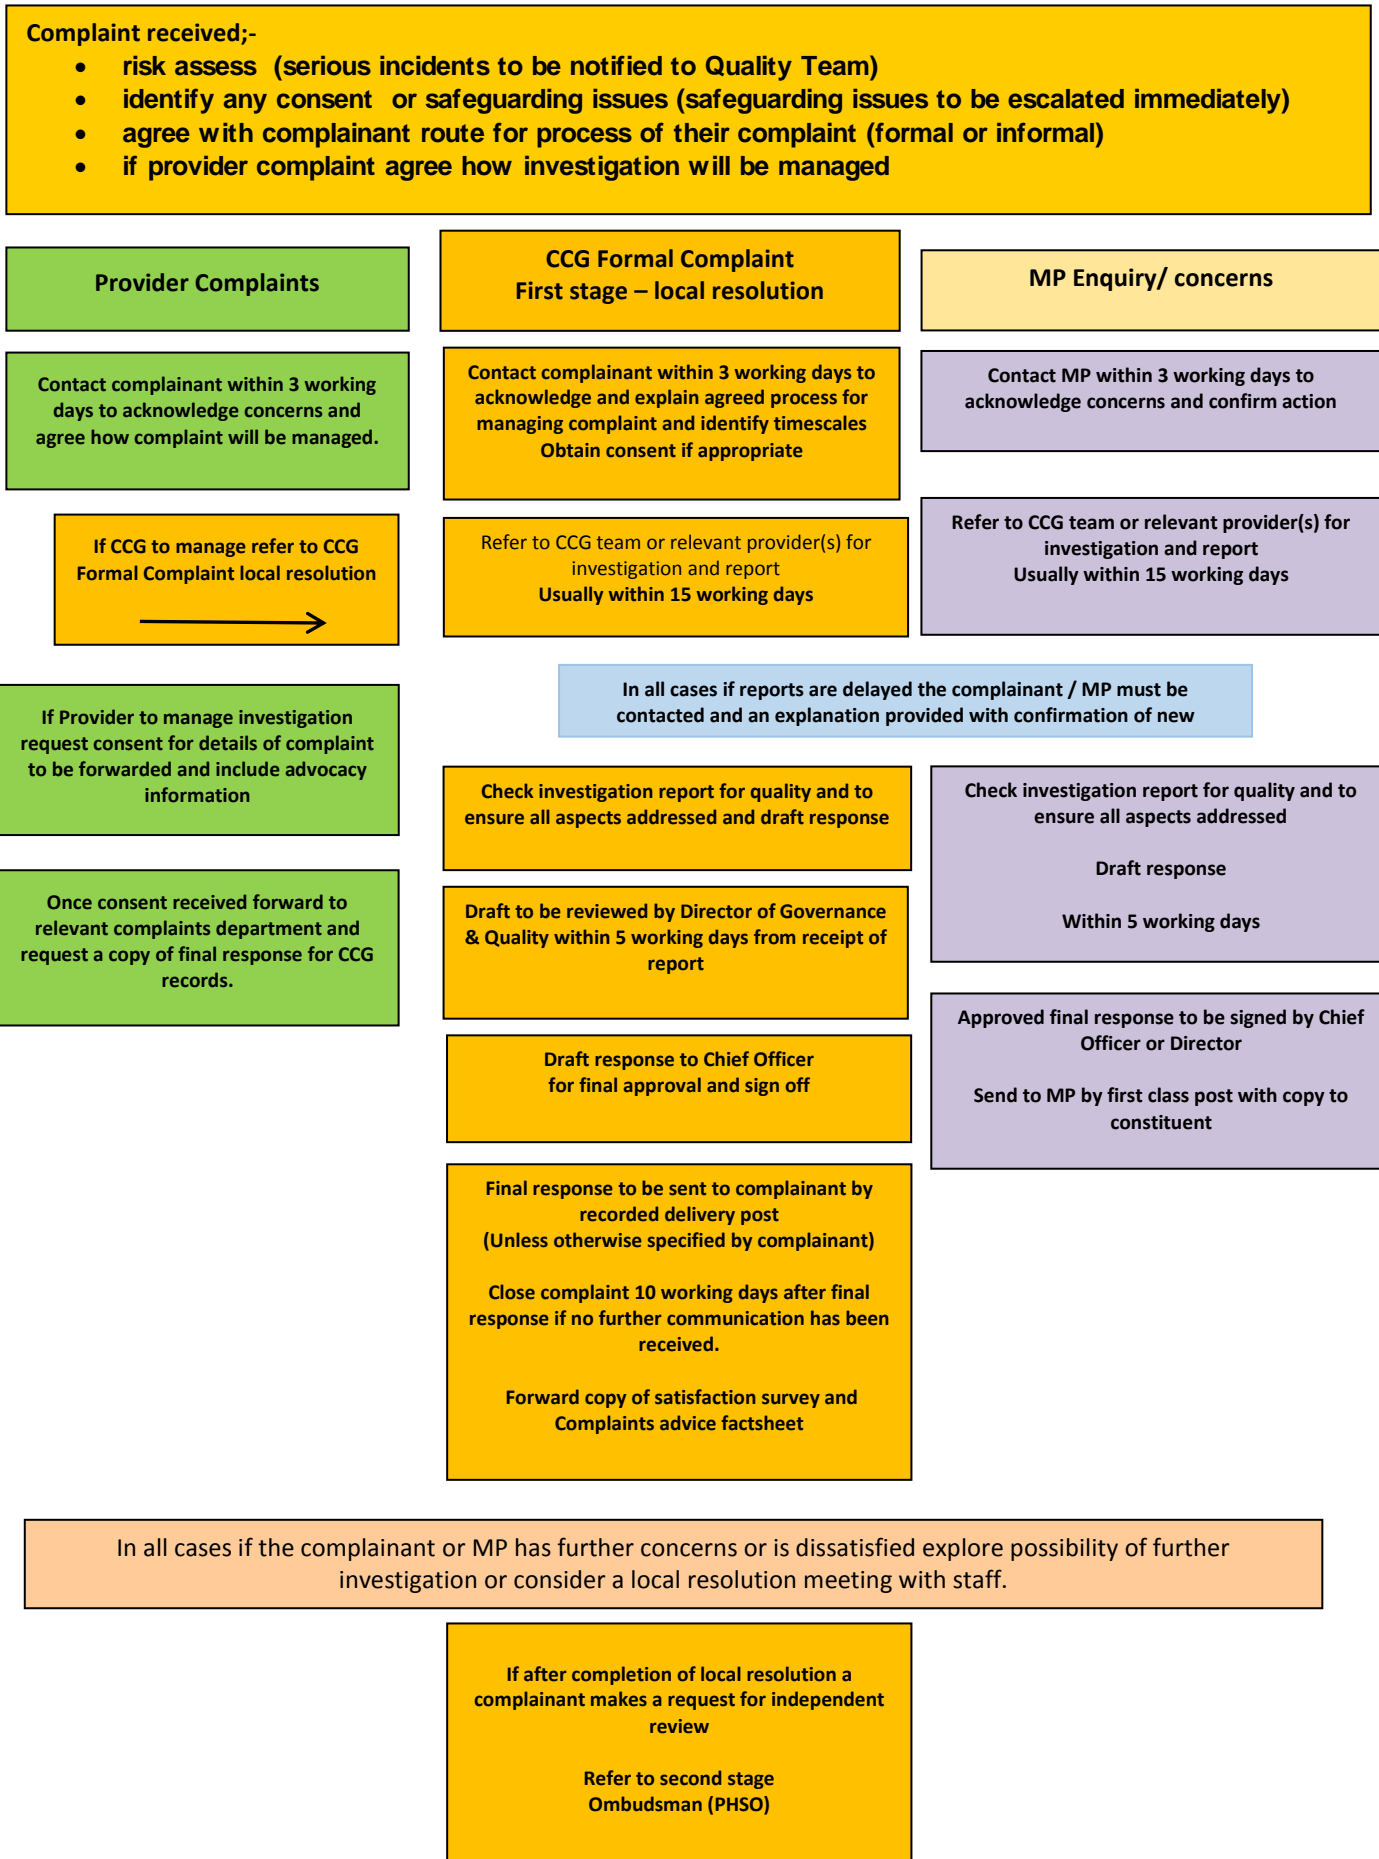 Complaint received;-
• risk assess (serious incidents to be notified to Quality Team)
• identify any consent or safeguarding issues (safeguarding issues to be escalated immediately)
• agree with complainant route for process of their complaint (formal or informal)
• if provider complaint agree how investigation will be managed
Provider Complaints
Contact complainant within 3 working
days to acknowledge concerns and
agree how complaint will be managed.
If CCG to manage refer to CCG
Formal Complaint local resolution
If Provider to manage investigation
request consent for details of complaint
to be forwarded and include advocacy
information
Once consent received forward to
relevant complaints department and
request a copy of final response for CCG
records.
CCG Formal Complaint
First stage – local resolution
Contact complainant within 3 working days to
acknowledge and explain agreed process for
managing complaint and identify timescales
Obtain consent if appropriate
Refer to CCG team or relevant provider(s) for
investigation and report
Usually within 15 working days
MP Enquiry/ concerns
Contact MP within 3 working days to
acknowledge concerns and confirm action
Refer to CCG team or relevant provider(s) for
investigation and report
Usually within 15 working days
In all cases if reports are delayed the complainant / MP must be
contacted and an explanation provided with confirmation of new
Check investigation report for quality and to
ensure all aspects addressed and draft response
Draft to be reviewed by Director of Governance
& Quality within 5 working days from receipt of
report
Draft response to Chief Officer
for final approval and sign off
Final response to be sent to complainant by
recorded delivery post
(Unless otherwise specified by complainant)
Close complaint 10 working days after final
response if no further communication has been
received.
Forward copy of satisfaction survey and
Complaints advice factsheet
Check investigation report for quality and to
ensure all aspects addressed
Draft response
Within 5 working days
Approved final response to be signed by Chief
Officer or Director
Send to MP by first class post with copy to
constituent
In all cases if the complainant or MP has further concerns or is dissatisfied explore possibility of further
investigation or consider a local resolution meeting with staff.
If after completion of local resolution a
complainant makes a request for independent
review
Refer to second stage
Ombudsman (PHSO)